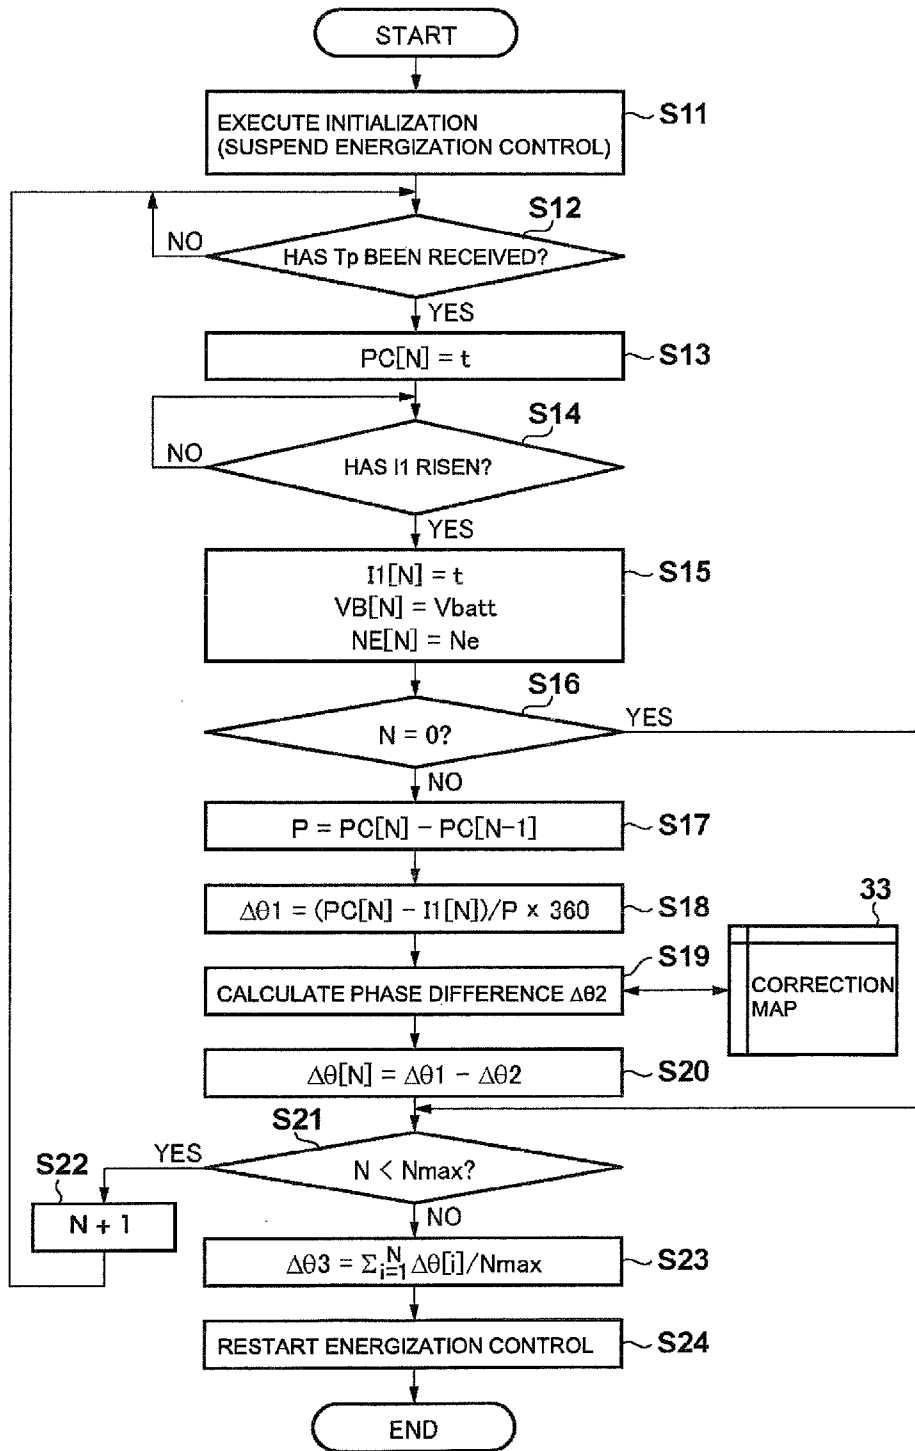 START
EXECUTE INITIALIZATION
(SUSPEND ENERGIZATION CONTROL)
S11
S12
HAS Tp BEEN RECEIVED?
NO
YES
PC[N] = t
S13
S14
HAS I1 RISEN?
NO
YES
I1[N] = t
VB[N] = Vbatt
NE[N] = Ne
S15
S16
N = 0?
YES
NO
P = PC[N] - PC[N-1]
S17
Δθ1 = (PC[N] - I1[N])/P × 360
S18
33
S19
CALCULATE PHASE DIFFERENCE Δθ2
CORRECTION
MAP
Δθ[N] = Δθ1 - Δθ2
S20
S21
YES
N < Nmax?
S22
N + 1
NO
Δθ3 = Σ_{i=1}^{N} Δθ[i]/Nmax
S23
RESTART ENERGIZATION CONTROL
S24
END